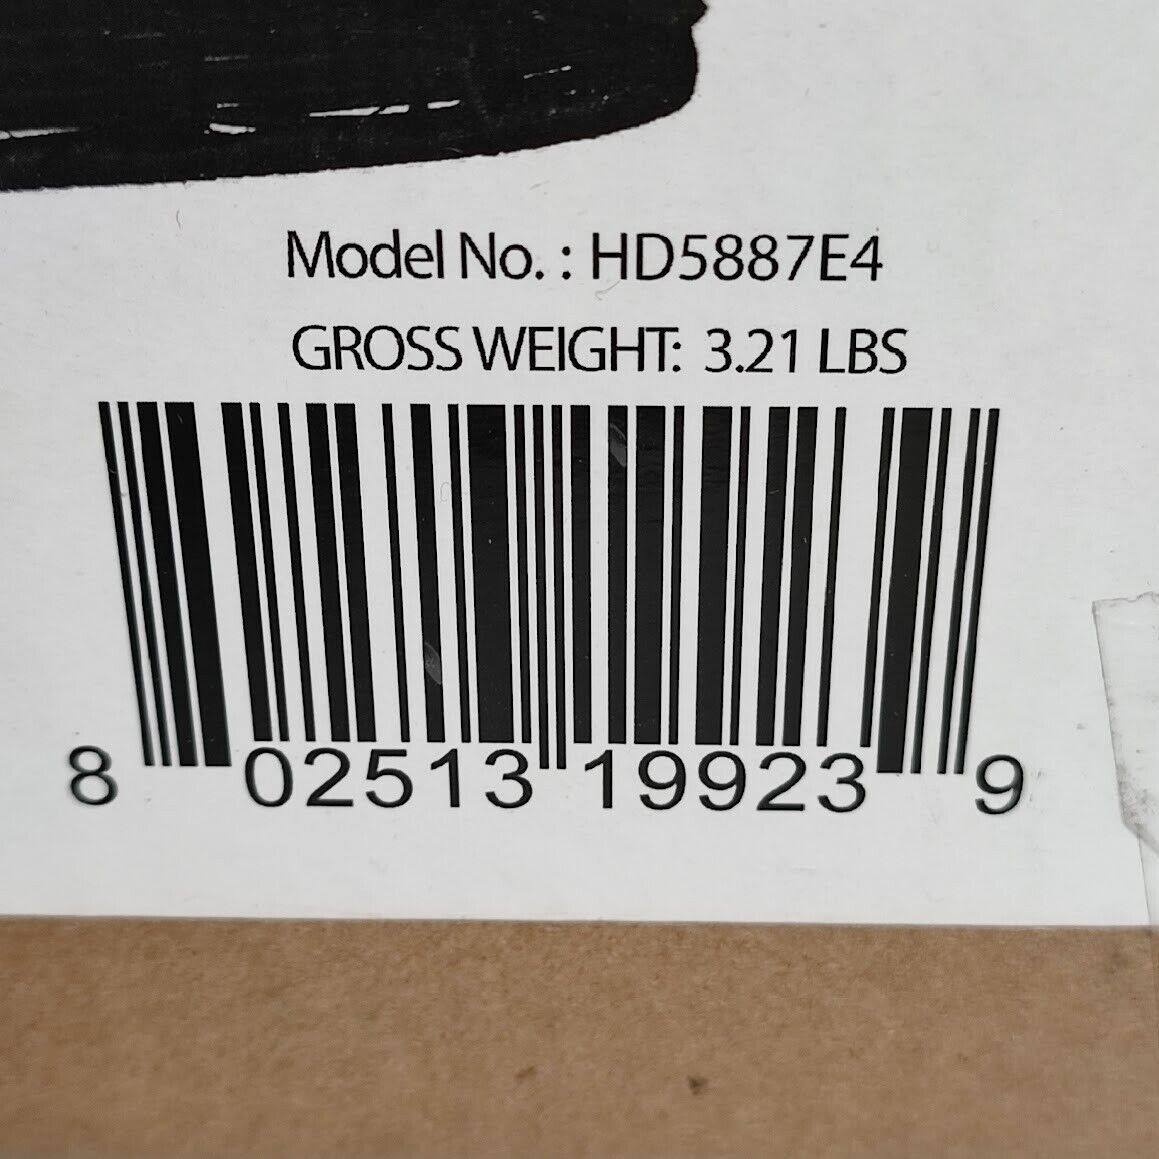 Model No. : HD5887E4
GROSS WEIGHT: 3.21 LBS
8 02513 19923 9